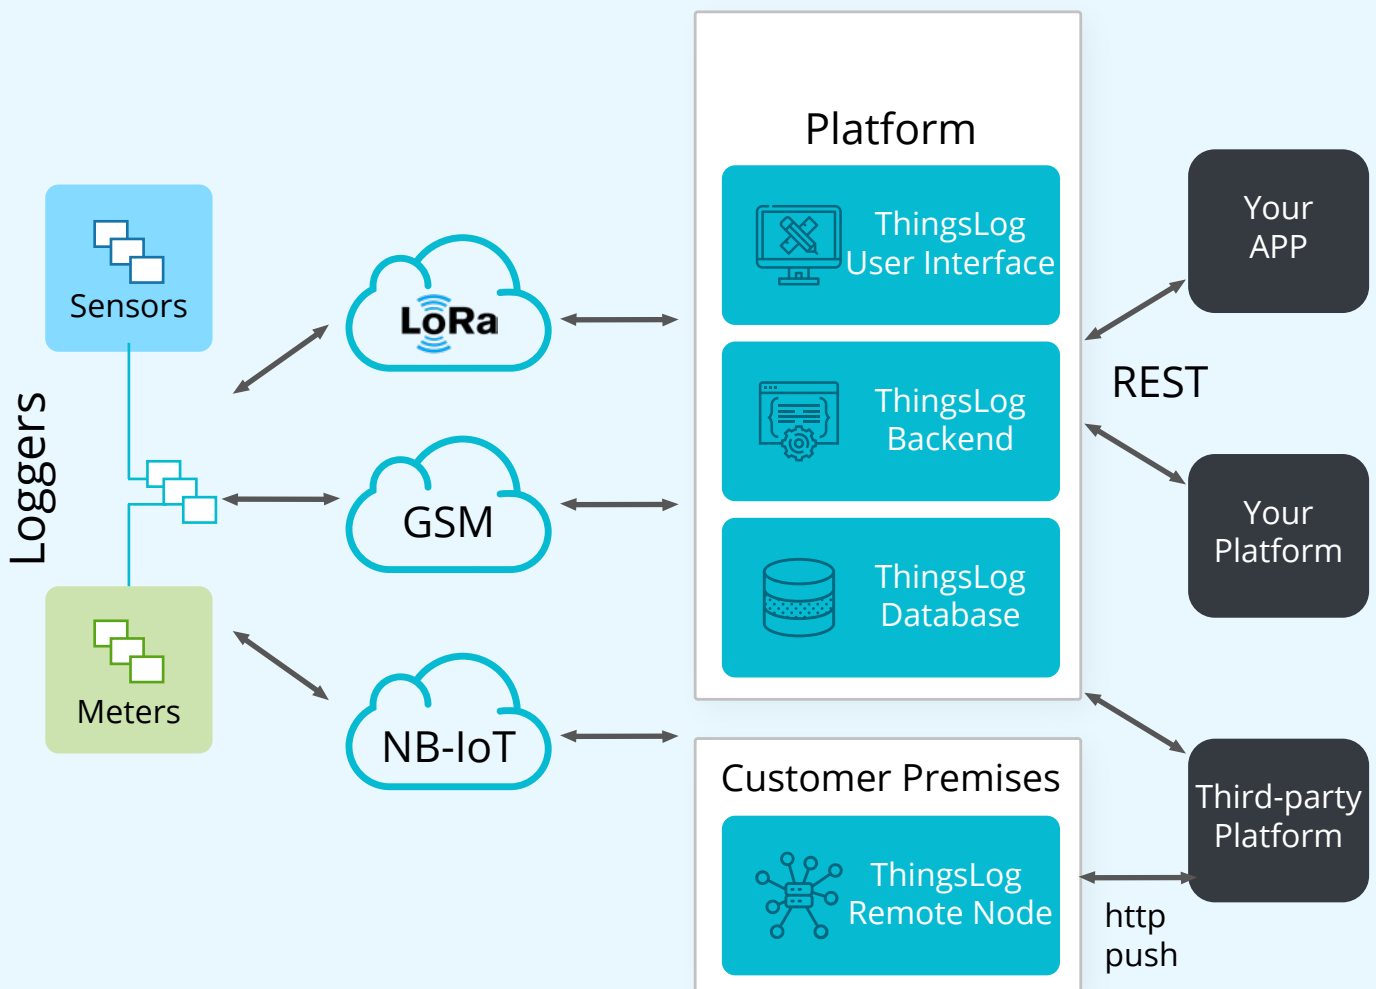 Platform
ThingsLog
User Interface
ThingsLog
Backend
ThingsLog
Database
Sensors
Loggers
Meters
LoRa
GSM
NB-IoT
Your
APP
REST
Your
Platform
Third-party
Platform
Customer Premises
ThingsLog
Remote Node
http
push